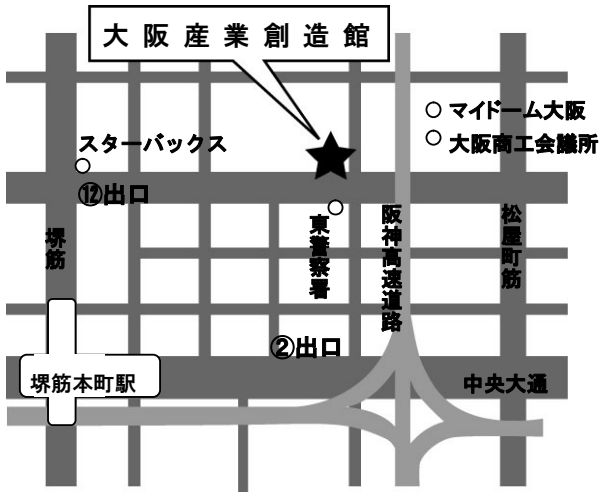 大阪産業創造館
マイドーム大阪
大阪商工会議所
スターバックス
⑫出口
堺筋
東警察署
阪神高速道路
松屋町筋
②出口
堺筋本町駅
中央大通